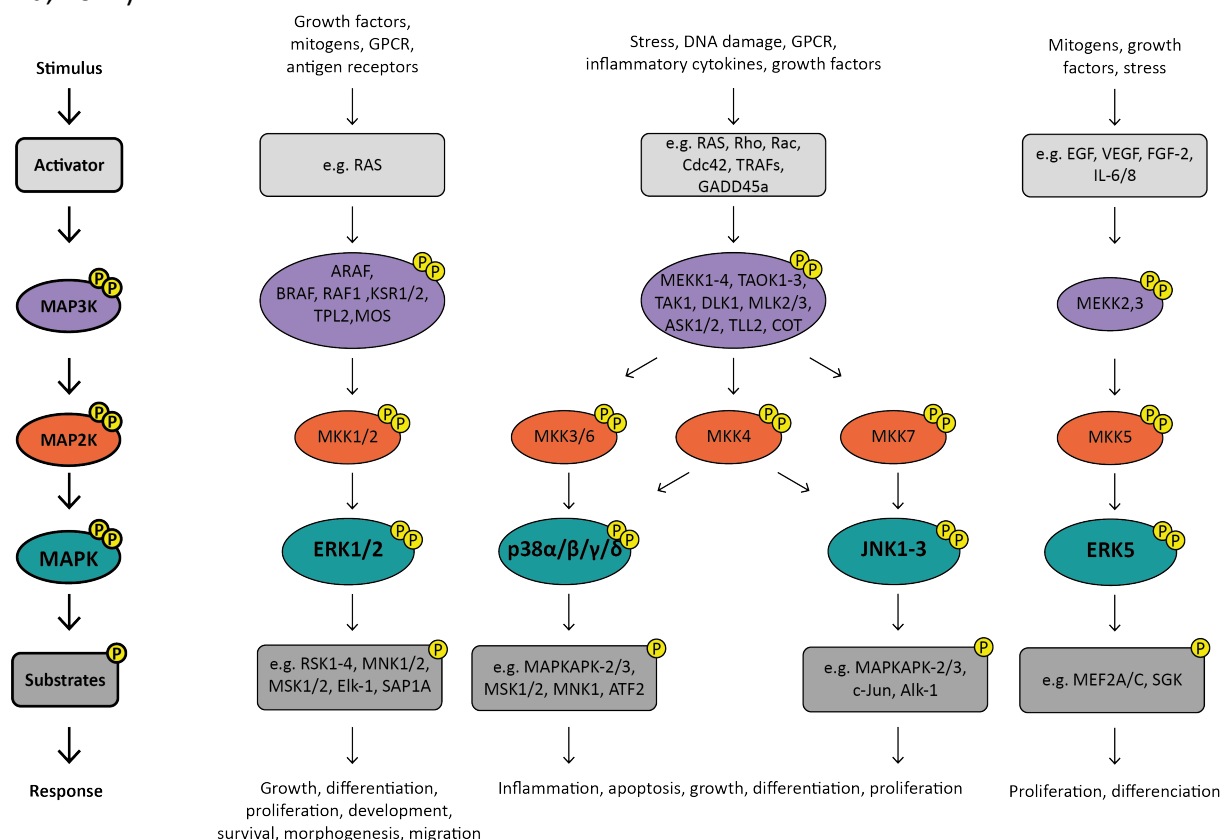 Growth factors,
mitogens, GPCR,
antigen receptors
Stress, DNA damage, GPCR,
inflammatory cytokines, growth factors
Mitogens, growth
factors, stress
Stimulus
Activator
e.g. RAS
e.g. RAS, Rho, Rac,
Cdc42, TRAFs,
GADD45a
e.g. EGF, VEGF, FGF-2,
IL-6/8
MAP3K
P
P
ARAF,
BRAF, RAF1 ,KSR1/2,
TPL2,MOS
P
P
MEKK1-4, TAOK1-3,
TAK1, DLK1, MLK2/3,
ASK1/2, TLL2, COT
P
P
MEKK2,3
P
P
MAP2K
P
P
MKK1/2
P
P
MKK3/6
P
P
MKK4
P
P
MKK7
P
P
MKK5
P
P
MAPK
P
P
ERK1/2
P
P
p38α/β/γ/δ
P
P
JNK1-3
P
P
ERK5
P
P
Substrates
P
e.g. RSK1-4, MNK1/2,
MSK1/2, Elk-1, SAP1A
P
e.g. MAPKAPK-2/3,
MSK1/2, MNK1, ATF2
P
e.g. MAPKAPK-2/3,
c-Jun, Alk-1
P
e.g. MEF2A/C, SGK
P
Response
Growth, differentiation,
proliferation, development,
survival, morphogenesis, migration
Inflammation, apoptosis, growth, differentiation, proliferation
Proliferation, differenciation